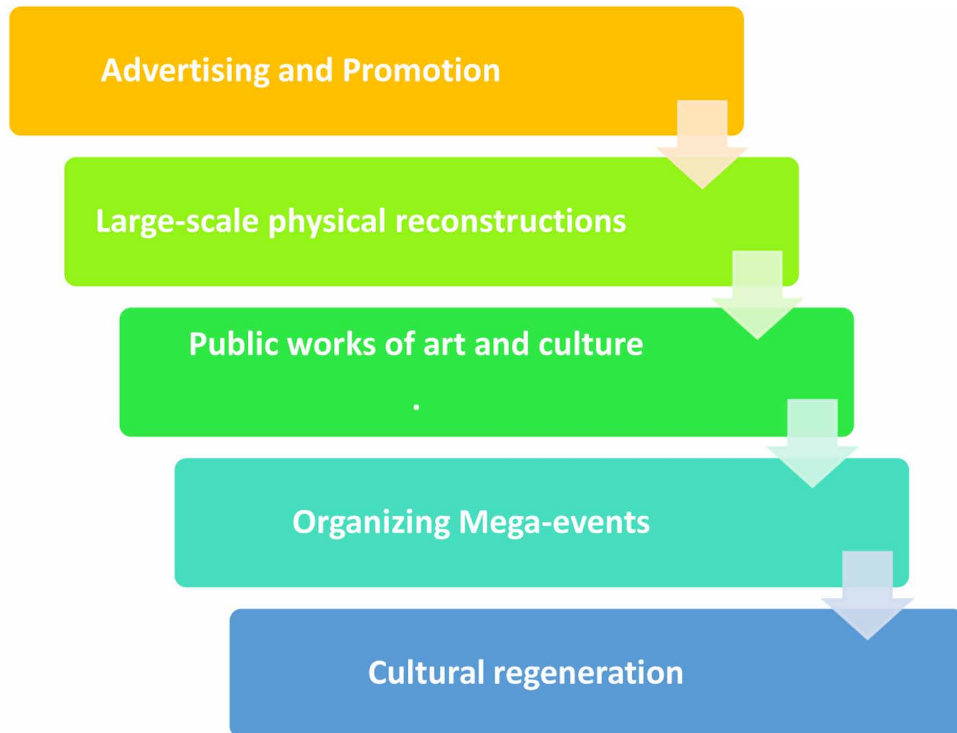 Advertising and Promotion
Large-scale physical reconstructions
Public works of art and culture
.
Organizing Mega-events
Cultural regeneration